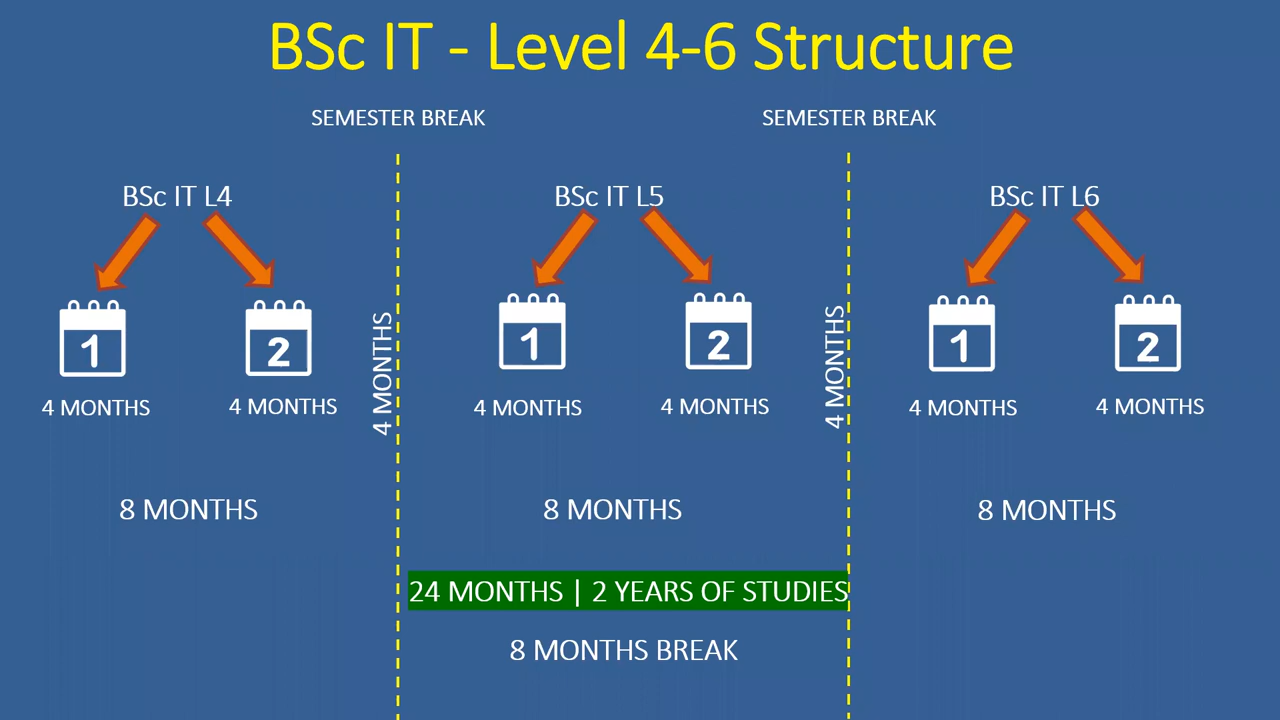 BSc IT - Level 4-6 Structure
SEMESTER BREAK
SEMESTER BREAK
BSc IT L4
BSc IT L5
BSc IT L6
1
2
1
2
1
2
4 MONTHS
4 MONTHS
4 MONTHS
4 MONTHS
4 MONTHS
4 MONTHS
4 MONTHS
4 MONTHS
8 MONTHS
8 MONTHS
8 MONTHS
24 MONTHS | 2 YEARS OF STUDIES
8 MONTHS BREAK